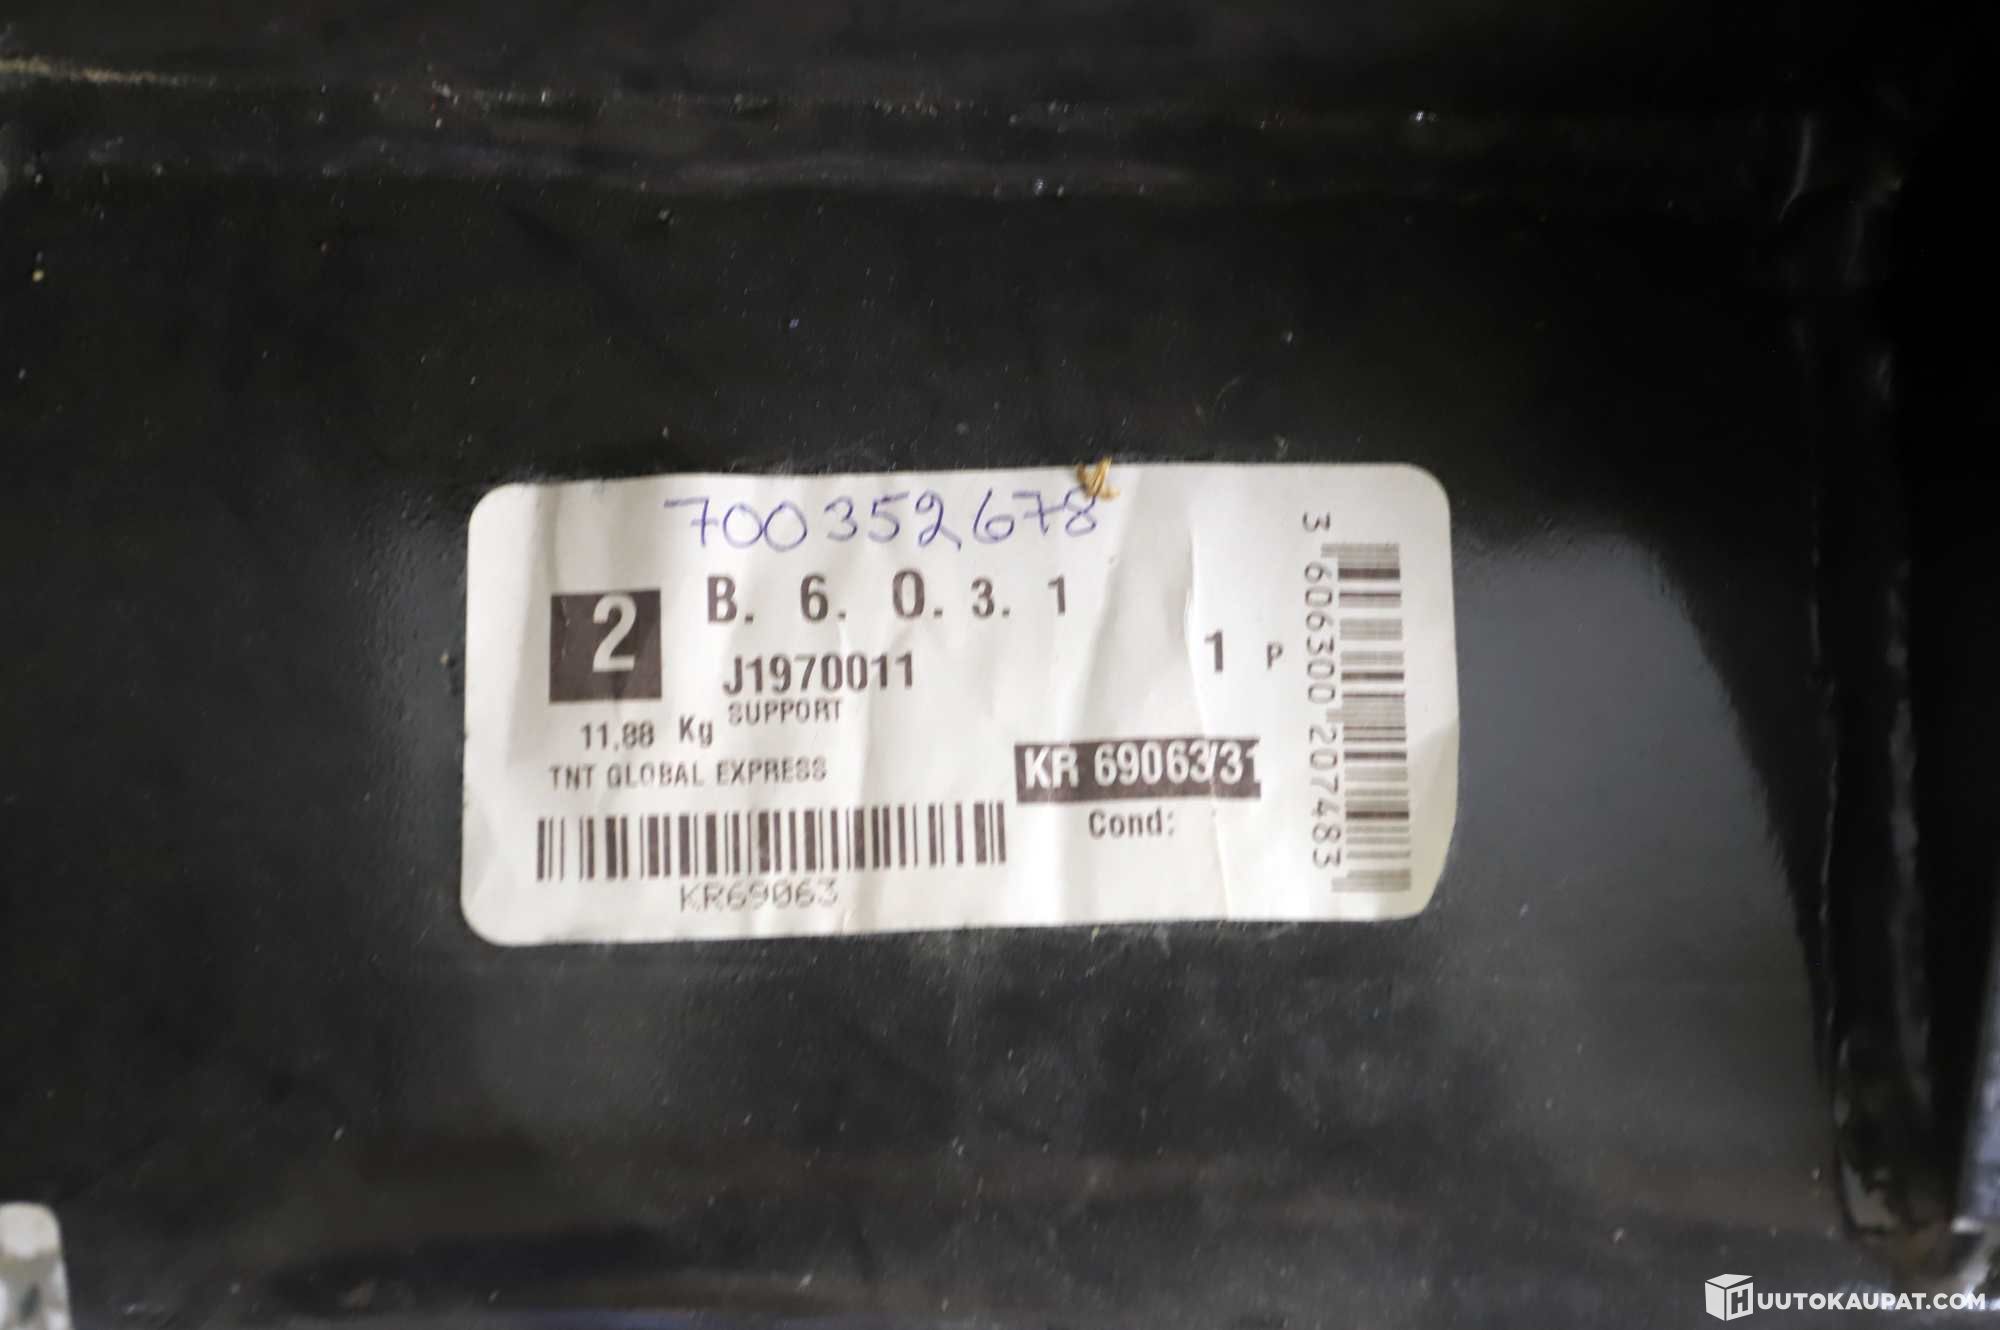 700352678
2
B. 6. 0. 3. 1
J1970011
SUPPORT
1 P
11.88 Kg
TNT GLOBAL EXPRESS
KR 69063/31
Cond:
KR69063
3 606300 207483
HUUTOKAUPAT.COM